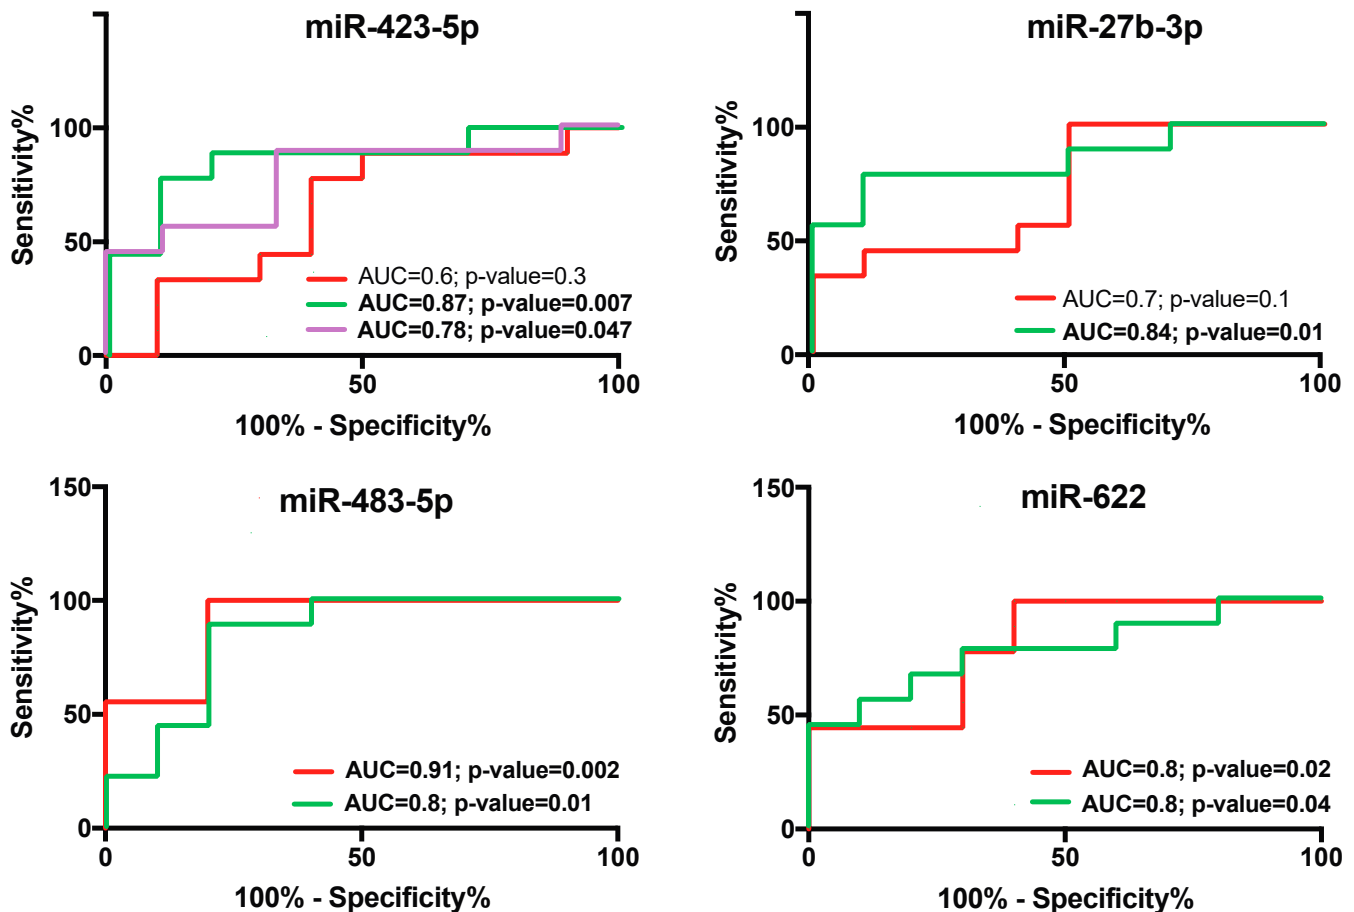 miR-423-5p
Sensitivity%
100
50
0
AUC=0.6; p-value=0.3
AUC=0.87; p-value=0.007
AUC=0.78; p-value=0.047
0
50
100
100% - Specificity%
miR-27b-3p
Sensitivity%
100
50
0
AUC=0.7; p-value=0.1
AUC=0.84; p-value=0.01
0
50
100
100% - Specificity%
miR-483-5p
Sensitivity%
150
100
50
0
AUC=0.91; p-value=0.002
AUC=0.8; p-value=0.01
0
50
100
100% - Specificity%
miR-622
Sensitivity%
150
100
50
0
AUC=0.8; p-value=0.02
AUC=0.8; p-value=0.04
0
50
100
100% - Specificity%